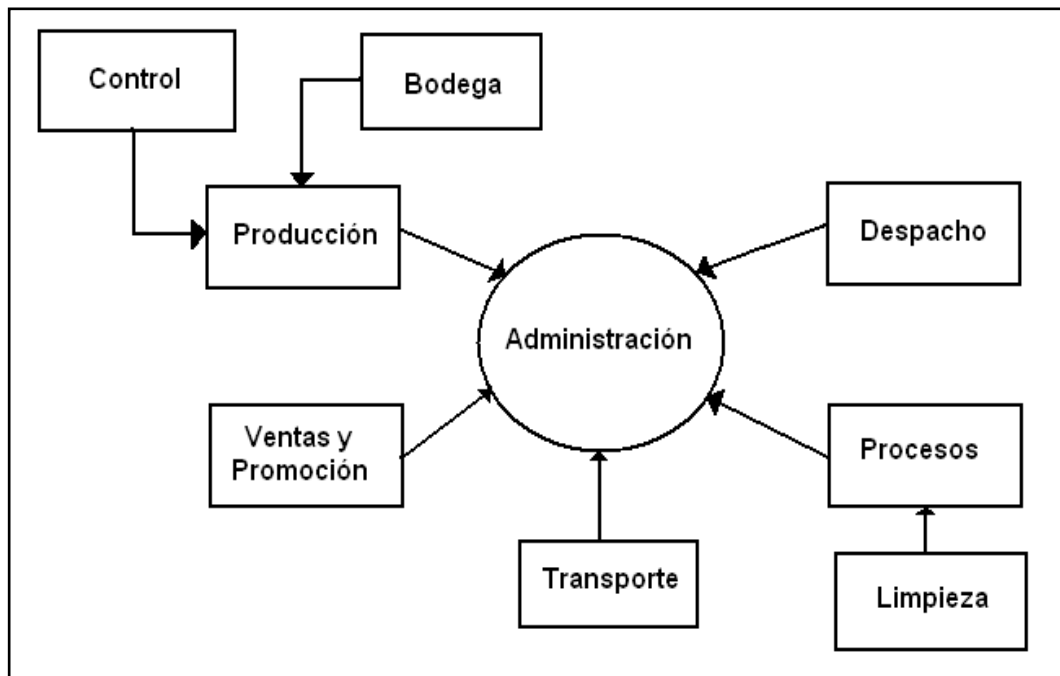 Control
Bodega
Producción
Despacho
Administración
Ventas y
Promoción
Procesos
Transporte
Limpieza